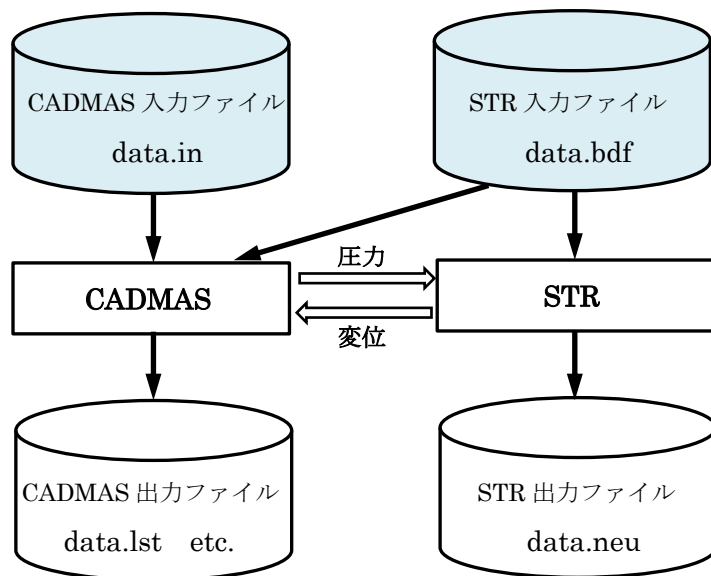 CADMAS 入力ファイル
data.in
STR 入力ファイル
data.bdf
CADMAS
圧力
変位
STR
CADMAS 出力ファイル
data.lst etc.
STR 出力ファイル
data.neu